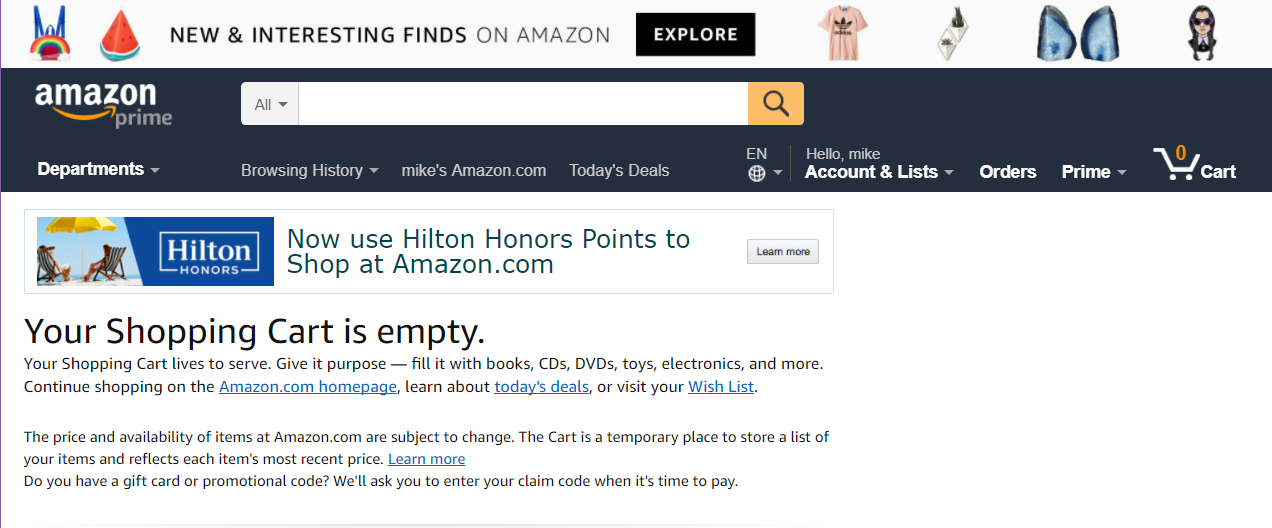 NEW & INTERESTING FINDS ON AMAZON EXPLORE
adidas
amazon
prime
All
Departments
Browsing History mike's Amazon.com Today's Deals
EN
Hello, mike
Account & Lists Orders Prime 0 Cart
Hilton
HONORS
Now use Hilton Honors Points to
Shop at Amazon.com
Learn more
Your Shopping Cart is empty.
Your Shopping Cart lives to serve. Give it purpose — fill it with books, CDs, DVDs, toys, electronics, and more.
Continue shopping on the Amazon.com homepage, learn about today's deals, or visit your Wish List.
The price and availability of items at Amazon.com are subject to change. The Cart is a temporary place to store a list of
your items and reflects each item's most recent price. Learn more
Do you have a gift card or promotional code? We'll ask you to enter your claim code when it's time to pay.